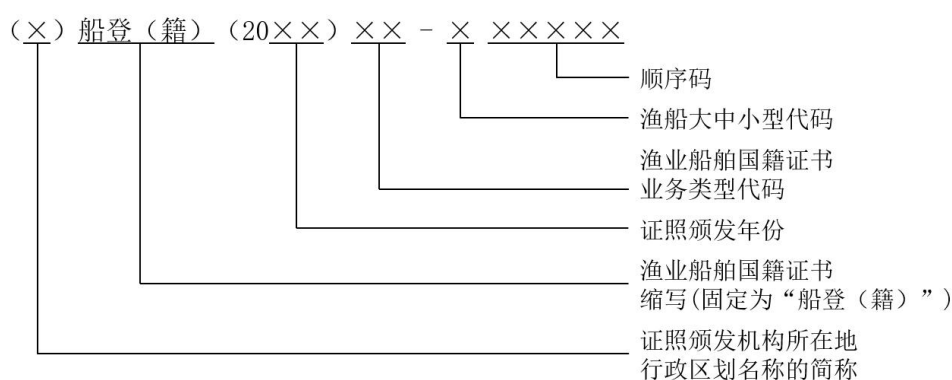 （×）船登（籍）（20××）×× - × ×××××
顺序码
渔船大中小型代码
渔业船舶国籍证书
业务类型代码
证照颁发年份
渔业船舶国籍证书
缩写(固定为“船登（籍）”)
证照颁发机构所在地
行政区划名称的简称